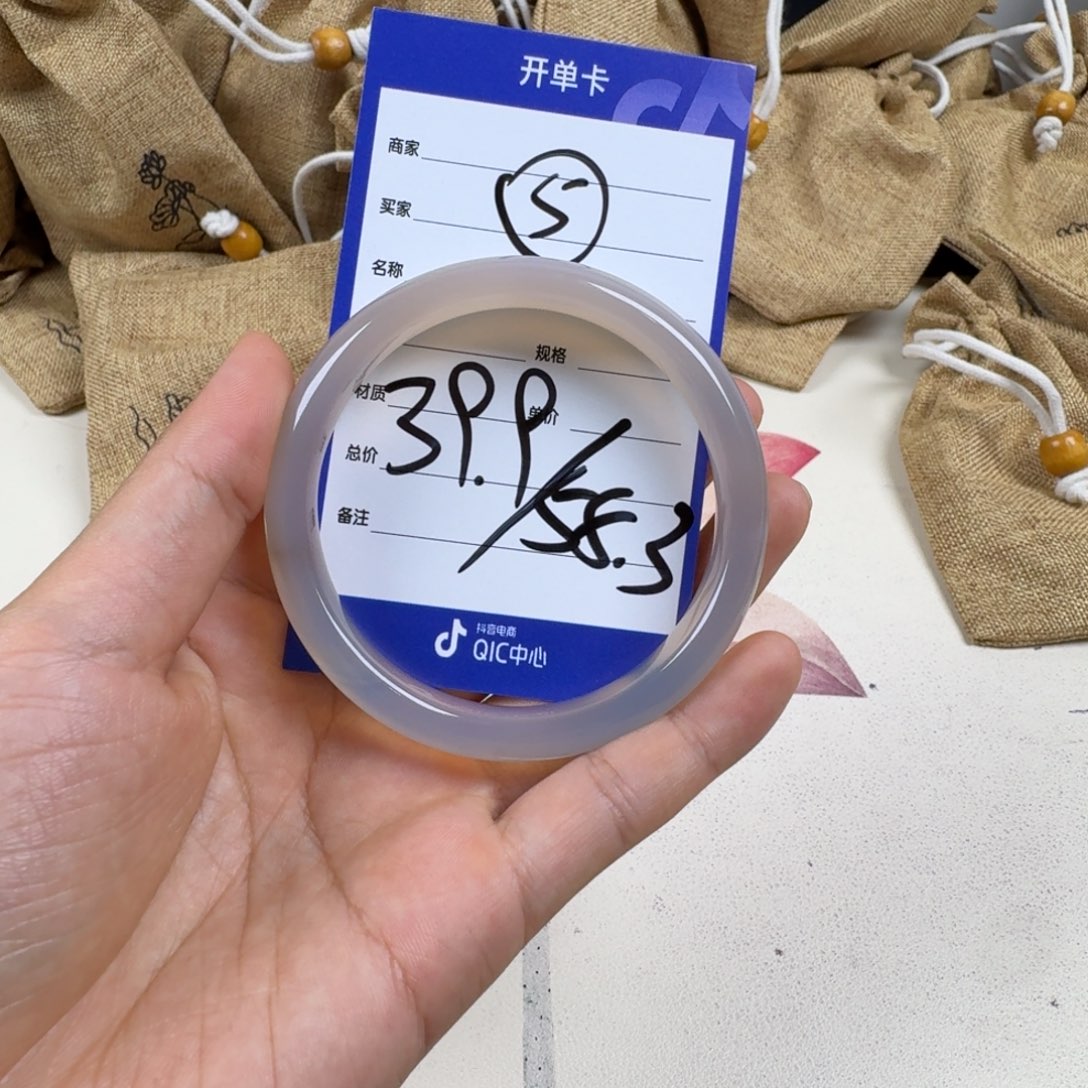 开单卡
商家
⑤
买家
名称
规格
材质
39.9/58.3
单价
总价
备注
抖音电商
QIC中心